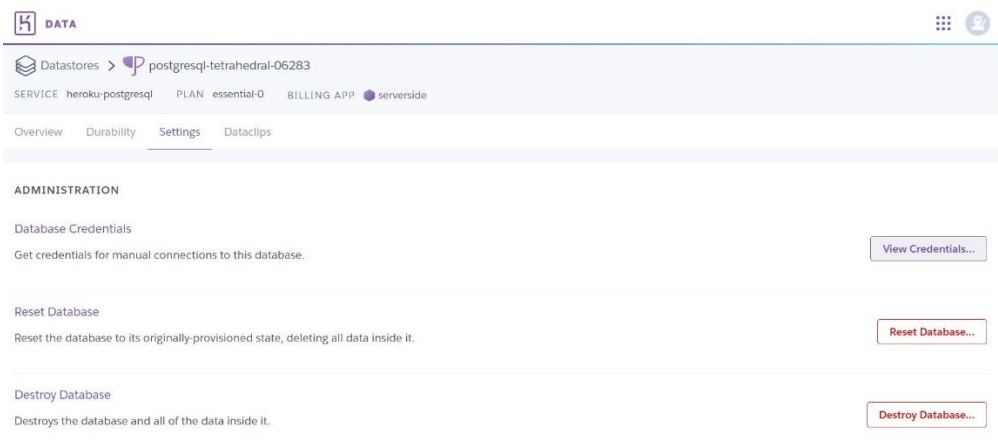 DATA
Datastores > postgresql-tetrahedral-06283
SERVICE heroku-postgresql PLAN essential-0 BILLING APP serverside
Overview Durability Settings Dataclips
ADMINISTRATION
Database Credentials
Get credentials for manual connections to this database.
View Credentials...
Reset Database
Reset the database to its originally-provisioned state, deleting all data inside it.
Reset Database...
Destroy Database
Destroys the database and all of the data inside it.
Destroy Database...